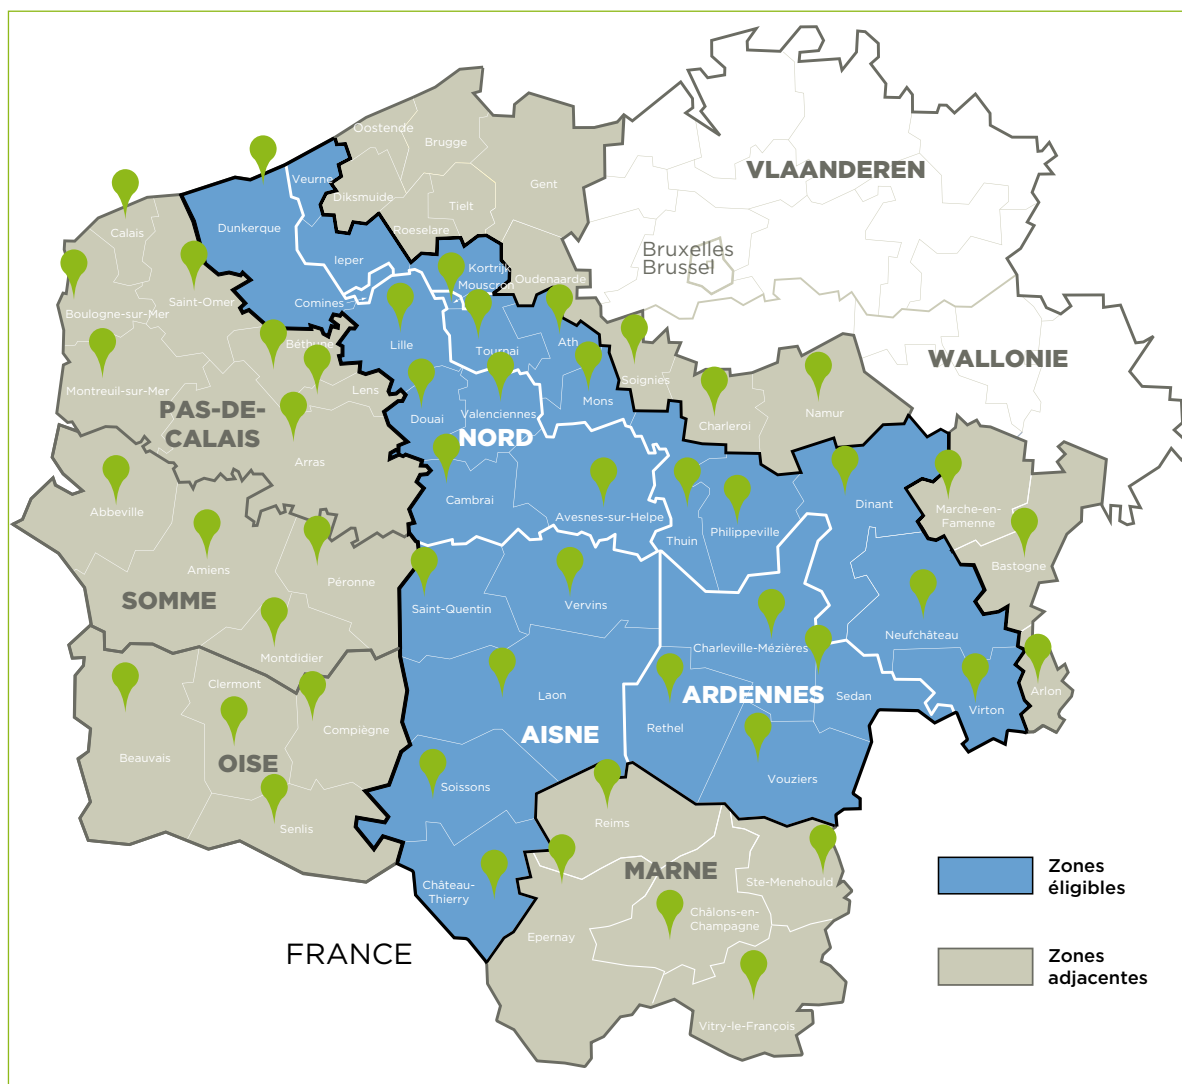 Oostende
Brugge
VLAANDEREN
Veurne
Diksmuide
Gent
Tielt
Calais
Dunkerque
Roeselare
Ieper
Kortrijk
Bruxelles
Brussel
Mouscron
Oudenaarde
Saint-Omer
Comines
Boulogne-sur-Mer
Béthune
Lille
Tournai
Ath
WALLONIE
Soignies
Montreuil-sur-Mer
Lens
PAS-DE-
CALAIS
Douai
Valenciennes
Mons
Charleroi
Namur
NORD
Arras
Cambrai
Abbeville
Avesnes-sur-Helpe
Thuin
Philippeville
Dinant
Marche-en-
Famenne
Bastogne
Amiens
Péronne
SOMME
Saint-Quentin
Vervins
Neufchâteau
Montdidier
Charleville-Mézières
Clermont
Laon
ARDENNES
Sedan
Arlon
Virton
Compiègne
Rethel
AISNE
Beauvais
OISE
Soissons
Vouziers
Senlis
Reims
MARNE
Ste-Menehould
Château-
Thierry
Châlons-en-
Champagne
Epernay
FRANCE
Vitry-le-François
Zones
éligibles
Zones
adjacentes